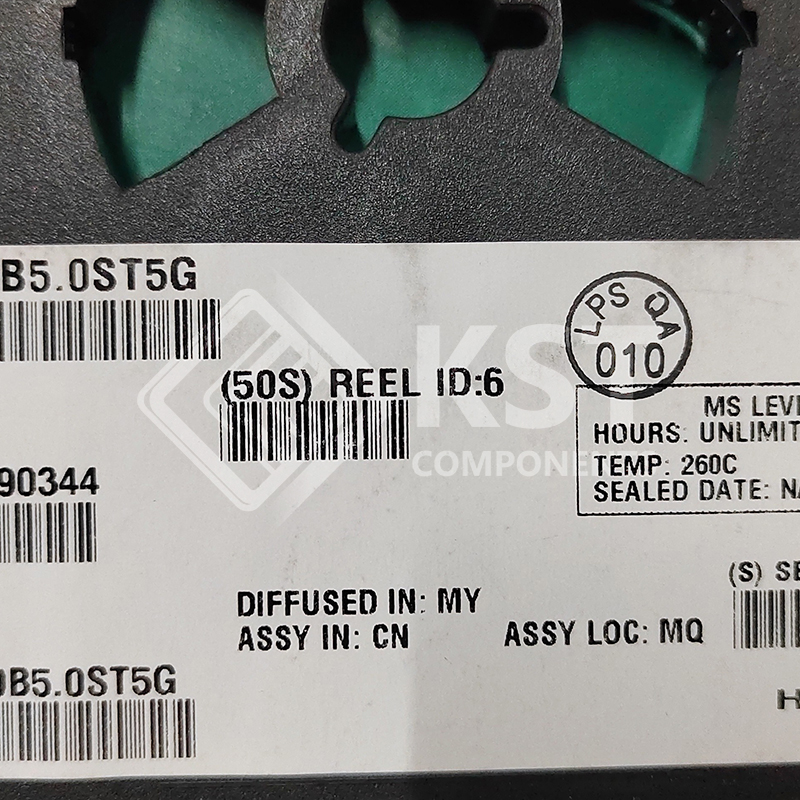 B5.0ST5G
LPS QA
010
KST
COMPONENT
(50S) REEL ID:6
MS LEVE
HOURS: UNLIMIT
TEMP: 260C
SEALED DATE: NA
90344
(S) SE
DIFFUSED IN: MY
ASSY IN: CN
ASSY LOC: MQ
B5.0ST5G
H